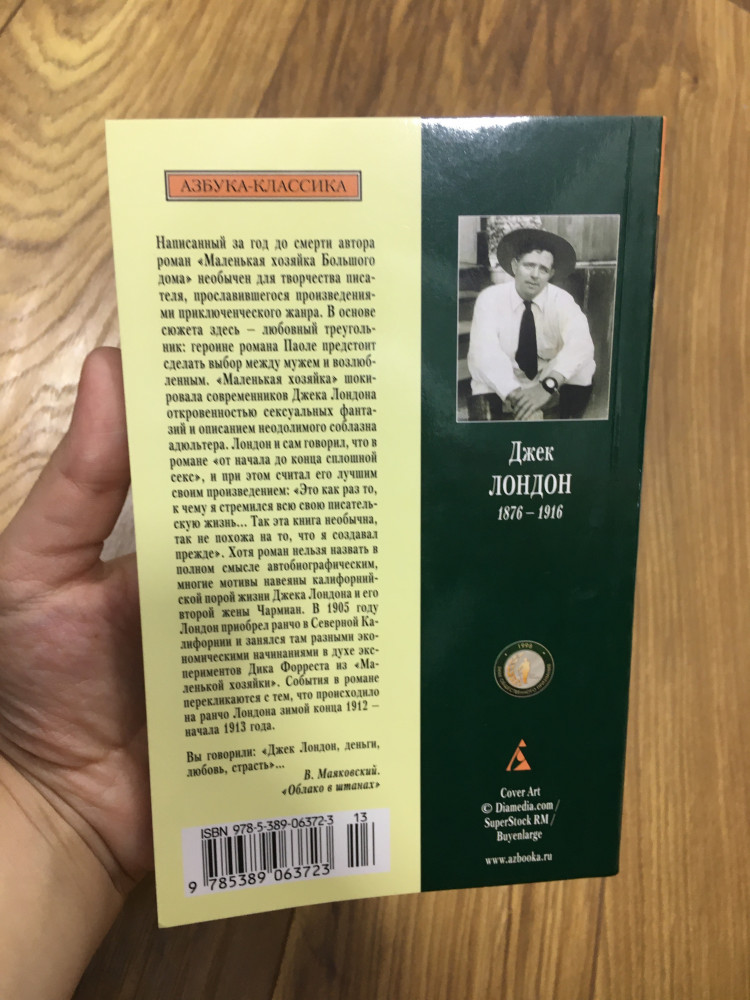 АЗБУКА-КЛАССИКА
Написанный за год до смерти автора
роман «Маленькая хозяйка Большого
дома» необычен для творчества писа-
теля, прославившегося произведения-
ми приключенческого жанра. В основе
сюжета здесь – любовный треуголь-
ник: героине романа Паоле предстоит
сделать выбор между мужем и возлюб-
ленным. «Маленькая хозяйка» шоки-
ровала современников Джека Лондона
откровенностью сексуальных фанта-
зий и описанием неодолимого соблазна
адюльтера. Лондон и сам говорил, что в
романе «от начала до конца сплошной
секс», и при этом считал его лучшим
своим произведением: «Это как раз то,
к чему я стремился всю свою писатель-
скую жизнь... Так эта книга необычна,
так не похожа на то, что я создавал
прежде». Хотя роман нельзя назвать в
полном смысле автобиографическим,
многие мотивы навеяны калифорний-
ской порой жизни Джека Лондона и его
второй жены Чармиан. В 1905 году
Лондон приобрел ранчо в Северной Ка-
лифорнии и занялся там разными эко-
номическими начинаниями в духе экс-
периментов Дика Форреста из «Ма-
ленькой хозяйки». События в романе
перекликаются с тем, что происходило
на ранчо Лондона зимой конца 1912 –
начала 1913 года.
Вы говорили: «Джек Лондон, деньги,
любовь, страсть»...
В. Маяковский.
«Облако в штанах»
ISBN 978-5-389-06372-3
13
9 785389 063723
Джек
ЛОНДОН
1876 – 1916
1998
Cover Art
© Diamedia.com /
SuperStock RM /
Buyenlarge
www.azbooka.ru